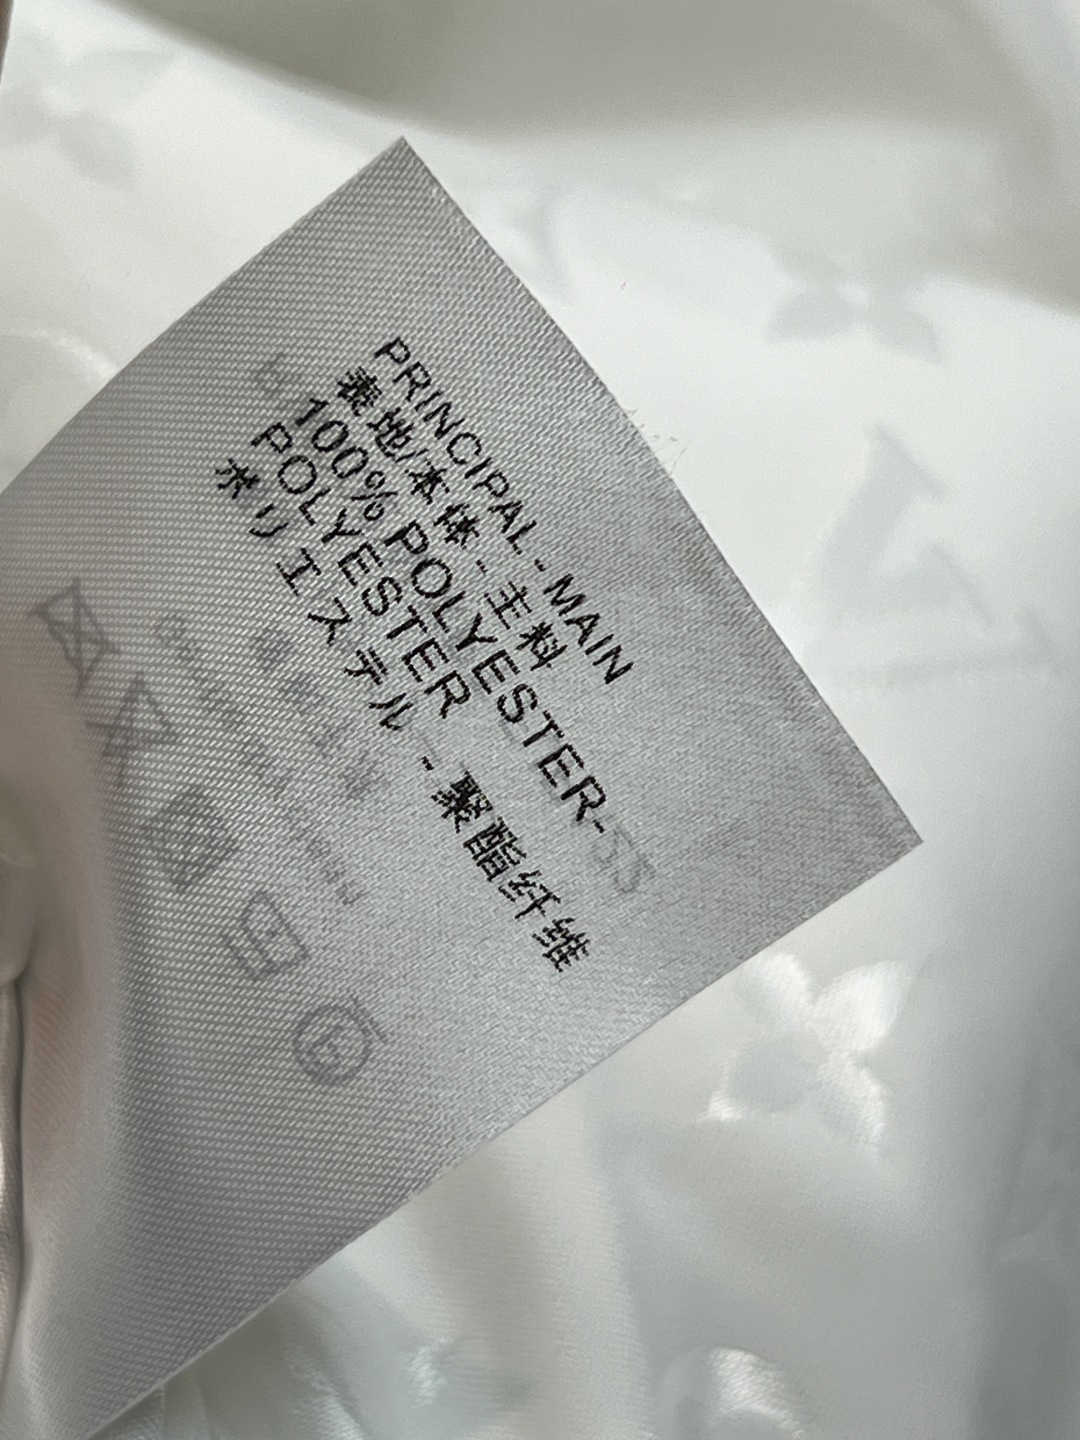 PRINCIPAL - MAIN
表地/本体 - 主料
100% POLYESTER-
POLYESTER
ポリエステル - 聚酯纤维